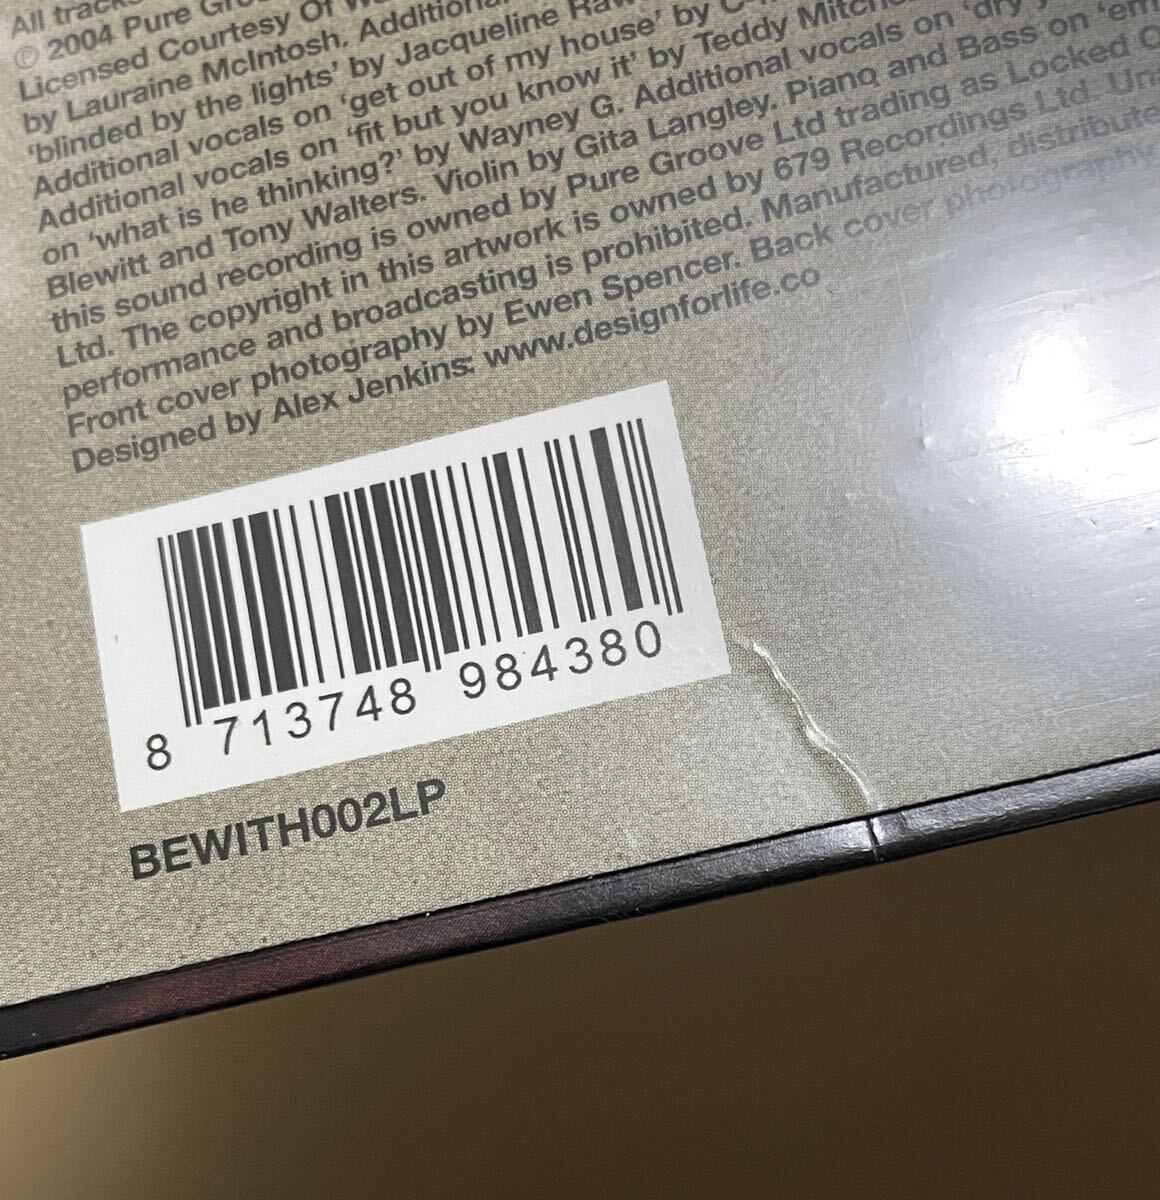 All tracks
℗ 2004 Pure
Licensed Courtesy Of
by Lauraine McIntosh. Additional
'blinded by the lights' by Jacqueline
Additional vocals on 'get out of my house' by
Additional vocals on 'fit but you know it' by Teddy
on 'what is he thinking?' by Wayney G. Additional vocals on 'dry
Blewitt and Tony Walters. Violin by Gita Langley. Piano and Bass on
this sound recording is owned by Pure Groove Ltd trading as Locked
Ltd. The copyright in this artwork is owned by 679 Recordings Ltd.
performance and broadcasting is prohibited. Manufactured, distribute
Front cover photography by Ewen Spencer. Back cover photography
Designed by Alex Jenkins: www.designforlife.co
8 713748 984380
BEWITH002LP